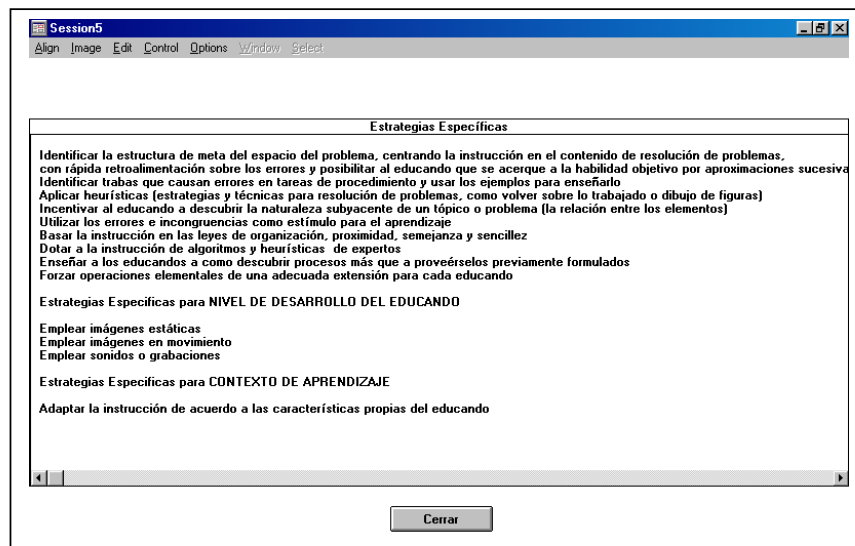 Session5
Align Image Edit Control Options Window Select
Estrategias Específicas
Identificar la estructura de meta del espacio del problema, centrando la instrucción en el contenido de resolución de problemas,
con rápida retroalimentación sobre los errores y posibilitar al educando que se acerque a la habilidad objetivo por aproximaciones sucesiva
Identificar trabas que causan errores en tareas de procedimiento y usar los ejemplos para enseñarlo
Aplicar heurísticas (estrategias y técnicas para resolución de problemas, como volver sobre lo trabajado o dibujo de figuras)
Incentivar al educando a descubrir la naturaleza subyacente de un tópico o problema (la relación entre los elementos)
Utilizar los errores e incongruencias como estímulo para el aprendizaje
Basar la instrucción en las leyes de organización, proximidad, semejanza y sencillez
Dotar a la instrucción de algoritmos y heurísticas de expertos
Enseñar a los educandos a como descubrir procesos más que a proveérselos previamente formulados
Forzar operaciones elementales de una adecuada extensión para cada educando
Estrategias Especificas para NIVEL DE DESARROLLO DEL EDUCANDO
Emplear imágenes estáticas
Emplear imágenes en movimiento
Emplear sonidos o grabaciones
Estrategias Especificas para CONTEXTO DE APRENDIZAJE
Adaptar la instrucción de acuerdo a las características propias del educando
Cerrar